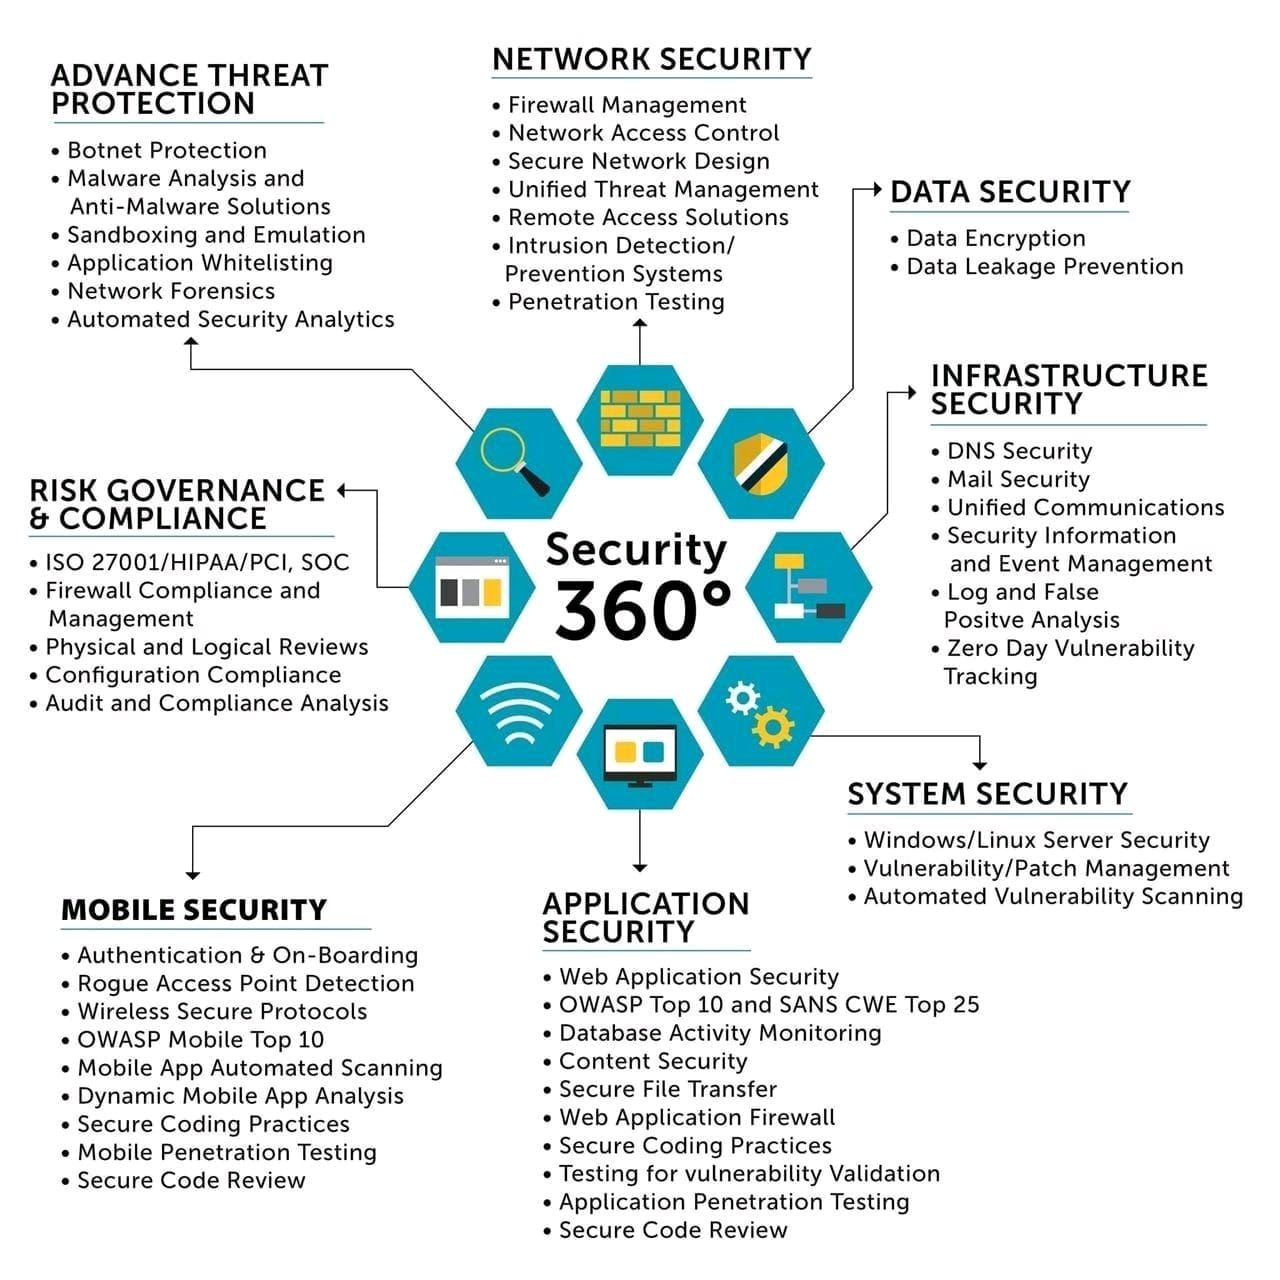 ADVANCE THREAT
PROTECTION
• Botnet Protection
• Malware Analysis and
Anti-Malware Solutions
• Sandboxing and Emulation
• Application Whitelisting
• Network Forensics
• Automated Security Analytics
NETWORK SECURITY
• Firewall Management
• Network Access Control
• Secure Network Design
• Unified Threat Management
• Remote Access Solutions
• Intrusion Detection/
Prevention Systems
• Penetration Testing
DATA SECURITY
• Data Encryption
• Data Leakage Prevention
INFRASTRUCTURE
SECURITY
• DNS Security
• Mail Security
• Unified Communications
• Security Information
and Event Management
• Log and False
Positve Analysis
• Zero Day Vulnerability
Tracking
RISK GOVERNANCE
& COMPLIANCE
• ISO 27001/HIPAA/PCI, SOC
• Firewall Compliance and
Management
• Physical and Logical Reviews
• Configuration Compliance
• Audit and Compliance Analysis
Security
360°
SYSTEM SECURITY
• Windows/Linux Server Security
• Vulnerability/Patch Management
• Automated Vulnerability Scanning
MOBILE SECURITY
• Authentication & On-Boarding
• Rogue Access Point Detection
• Wireless Secure Protocols
• OWASP Mobile Top 10
• Mobile App Automated Scanning
• Dynamic Mobile App Analysis
• Secure Coding Practices
• Mobile Penetration Testing
• Secure Code Review
APPLICATION
SECURITY
• Web Application Security
• OWASP Top 10 and SANS CWE Top 25
• Database Activity Monitoring
• Content Security
• Secure File Transfer
• Web Application Firewall
• Secure Coding Practices
• Testing for vulnerability Validation
• Application Penetration Testing
• Secure Code Review